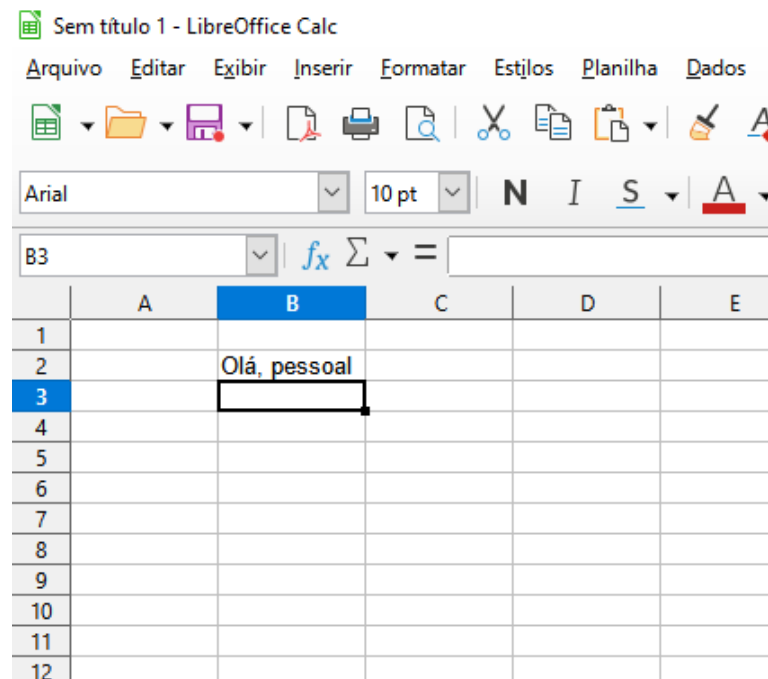 Sem título 1 - LibreOffice Calc
Arquivo Editar Exibir Inserir Formatar Estilos Planilha Dados
Arial 10 pt N I S A
B3 fx Σ =
A B C D E
1
2 Olá, pessoal
3
4
5
6
7
8
9
10
11
12